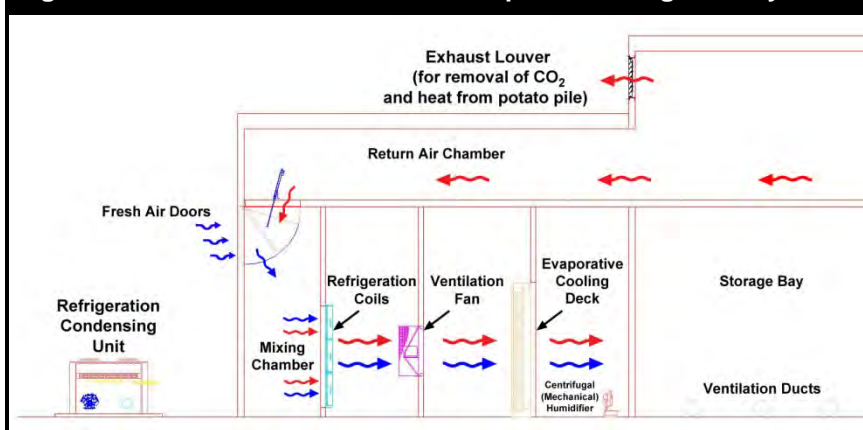 Exhaust Louver
(for removal of CO₂
and heat from potato pile)
Return Air Chamber
Fresh Air Doors
Refrigeration
Coils
Ventilation
Fan
Evaporative
Cooling
Deck
Storage Bay
Refrigeration
Condensing
Unit
Mixing
Chamber
Centrifugal
(Mechanical)
Humidifier
Ventilation Ducts